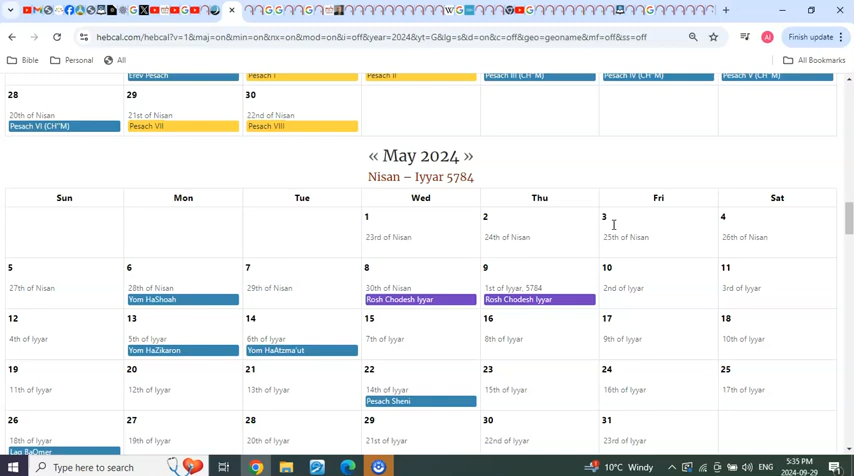 Finish update
hebcal.com/hebcal?v=1&maj=on&min=on&nx=on&mod=on&i=off&year=2024&yt=G&lg=s&d=on&c=off&geo=geoname&mf=off&ss=off
Bible Personal All All Bookmarks
Erev Pesach Pesach I Pesach II Pesach III (CH"M) Pesach IV (CH"M) Pesach V (CH"M)
28 29 30
20th of Nisan 21st of Nisan 22nd of Nisan
Pesach VI (CH"M) Pesach VII Pesach VIII
« May 2024 »
Nisan – Iyyar 5784
Sun Mon Tue Wed Thu Fri Sat
1 2 3 4
23rd of Nisan 24th of Nisan 25th of Nisan 26th of Nisan
5 6 7 8 9 10 11
27th of Nisan 28th of Nisan 29th of Nisan 30th of Nisan 1st of Iyyar, 5784 2nd of Iyyar 3rd of Iyyar
Yom HaShoah Rosh Chodesh Iyyar Rosh Chodesh Iyyar
12 13 14 15 16 17 18
4th of Iyyar 5th of Iyyar 6th of Iyyar 7th of Iyyar 8th of Iyyar 9th of Iyyar 10th of Iyyar
Yom HaZikaron Yom HaAtzma'ut
19 20 21 22 23 24 25
11th of Iyyar 12th of Iyyar 13th of Iyyar 14th of Iyyar 15th of Iyyar 16th of Iyyar 17th of Iyyar
Pesach Sheni
26 27 28 29 30 31
18th of Iyyar 19th of Iyyar 20th of Iyyar 21st of Iyyar 22nd of Iyyar 23rd of Iyyar
Lag BaOmer
Type here to search 10°C Windy ENG 5:35 PM
2024-09-29